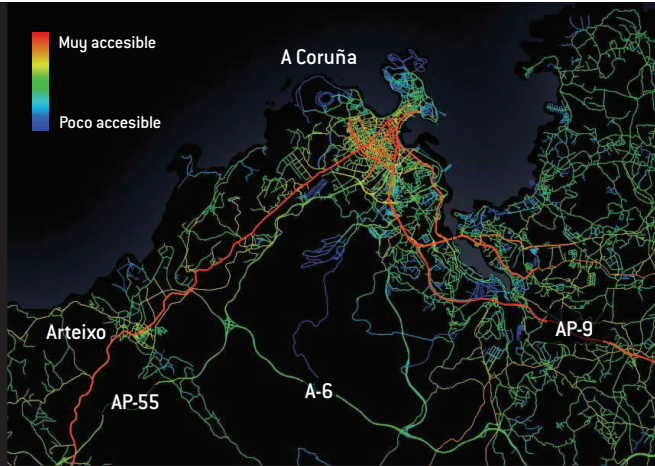 Muy accesible
A Coruña
Poco accesible
Arteixo
AP-9
AP-55
A-6